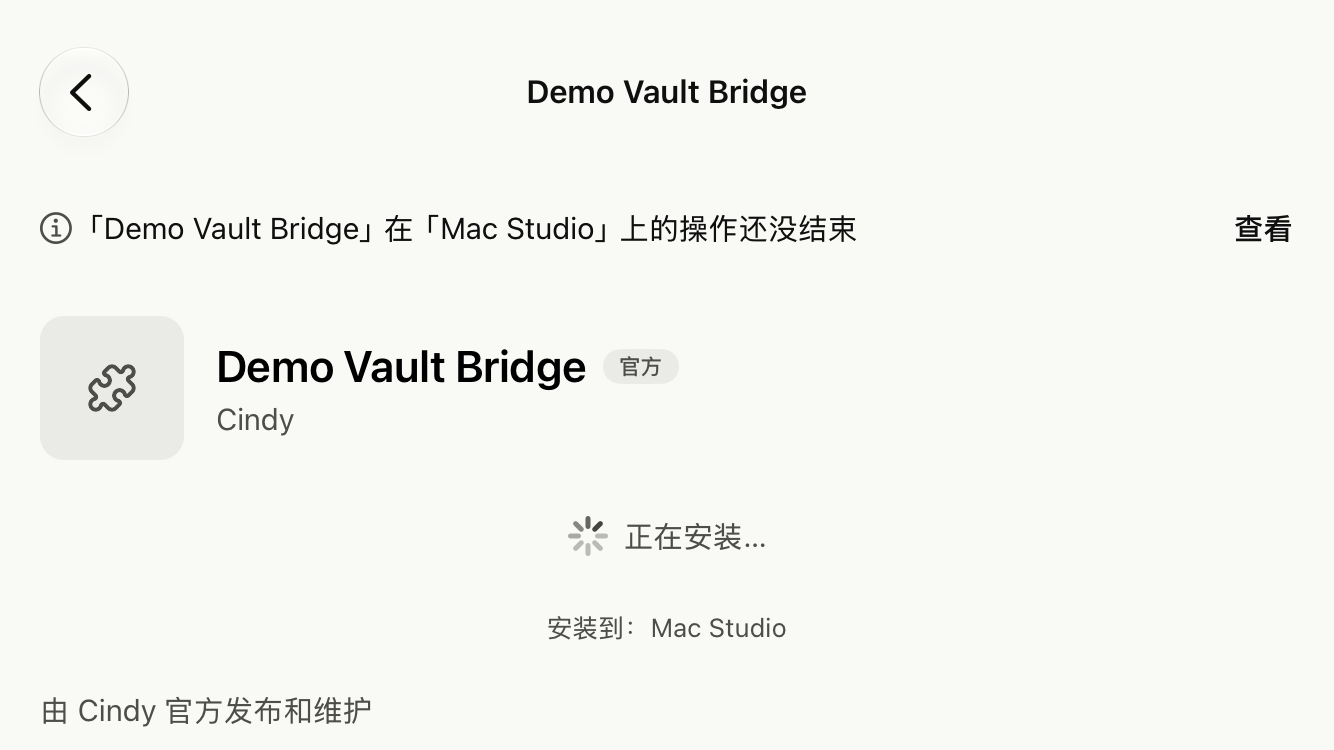 Demo Vault Bridge
「Demo Vault Bridge」在「Mac Studio」上的操作还没结束 查看
Demo Vault Bridge 官方
Cindy
正在安装...
安装到：Mac Studio
由 Cindy 官方发布和维护